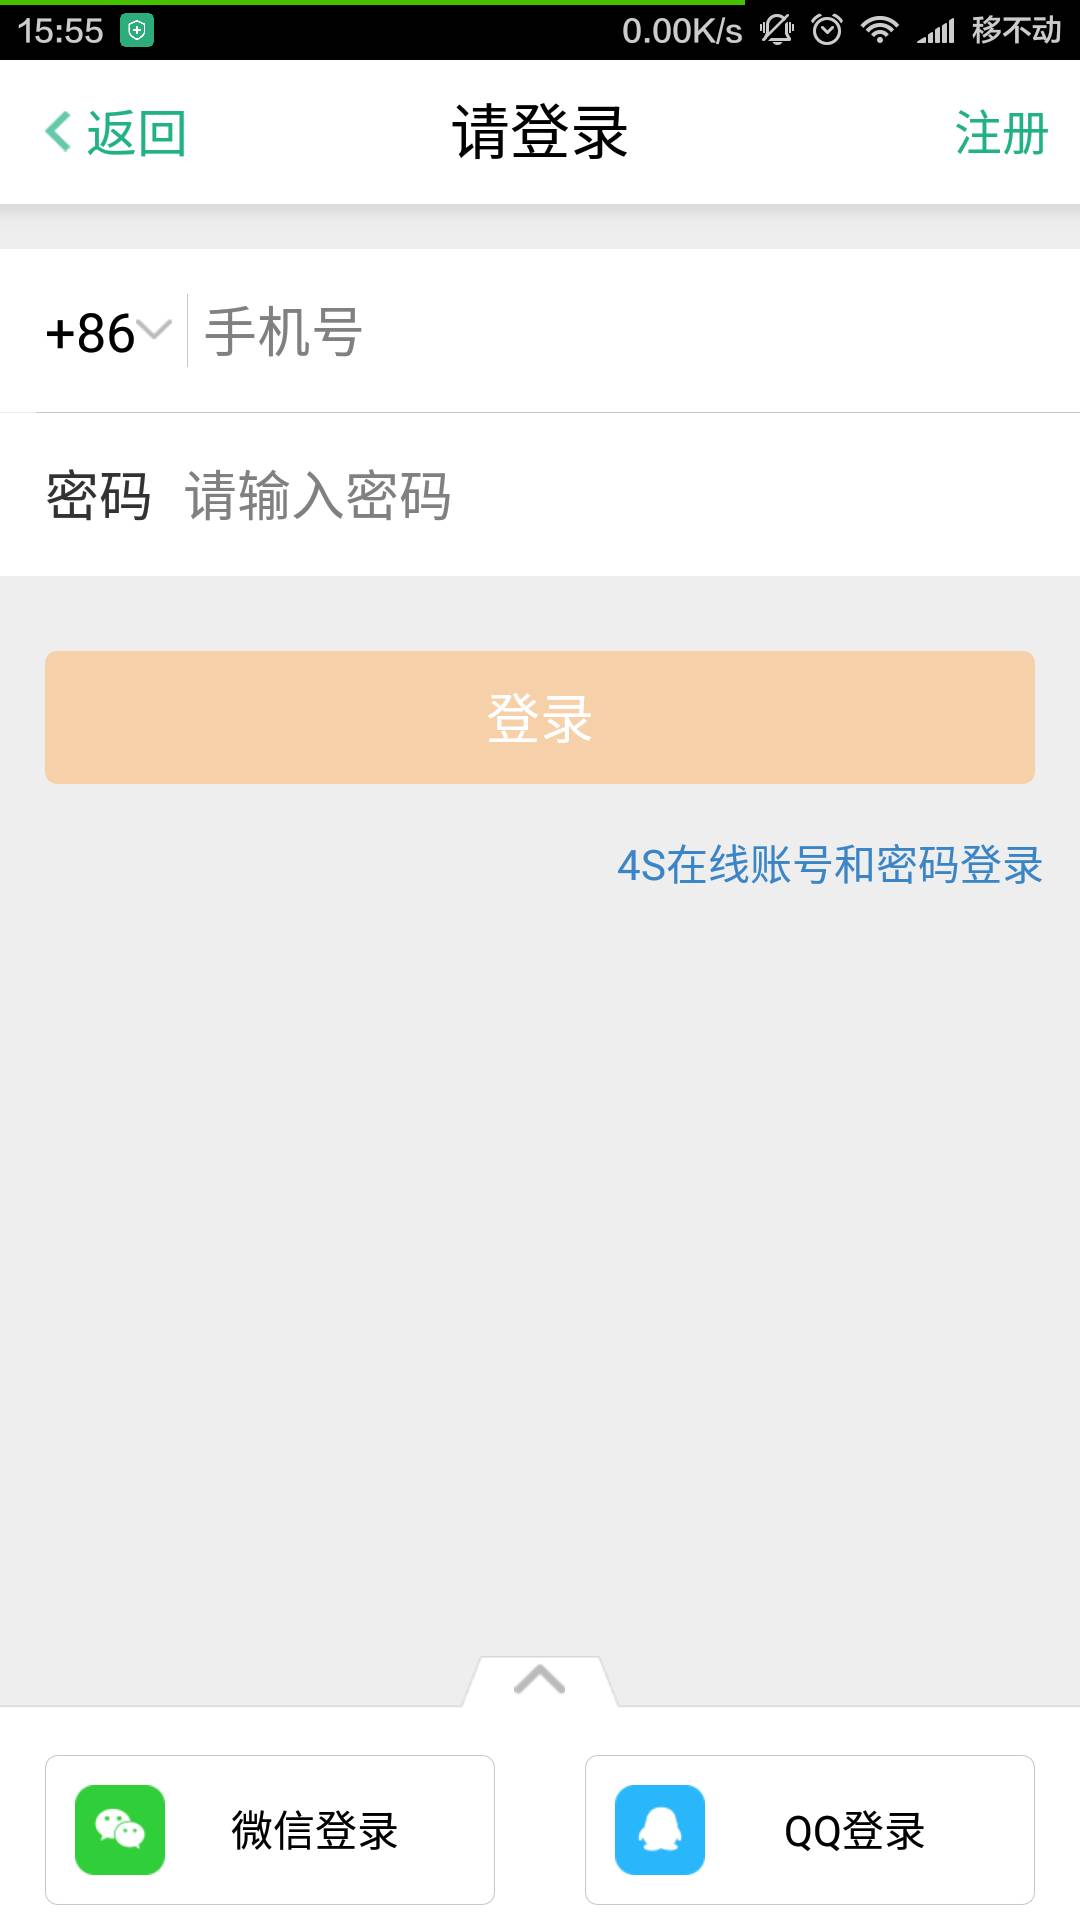 15:55 0.00K/s 移不动
返回 请登录 注册
+86 手机号
密码 请输入密码
登录
4S在线账号和密码登录
微信登录 QQ登录